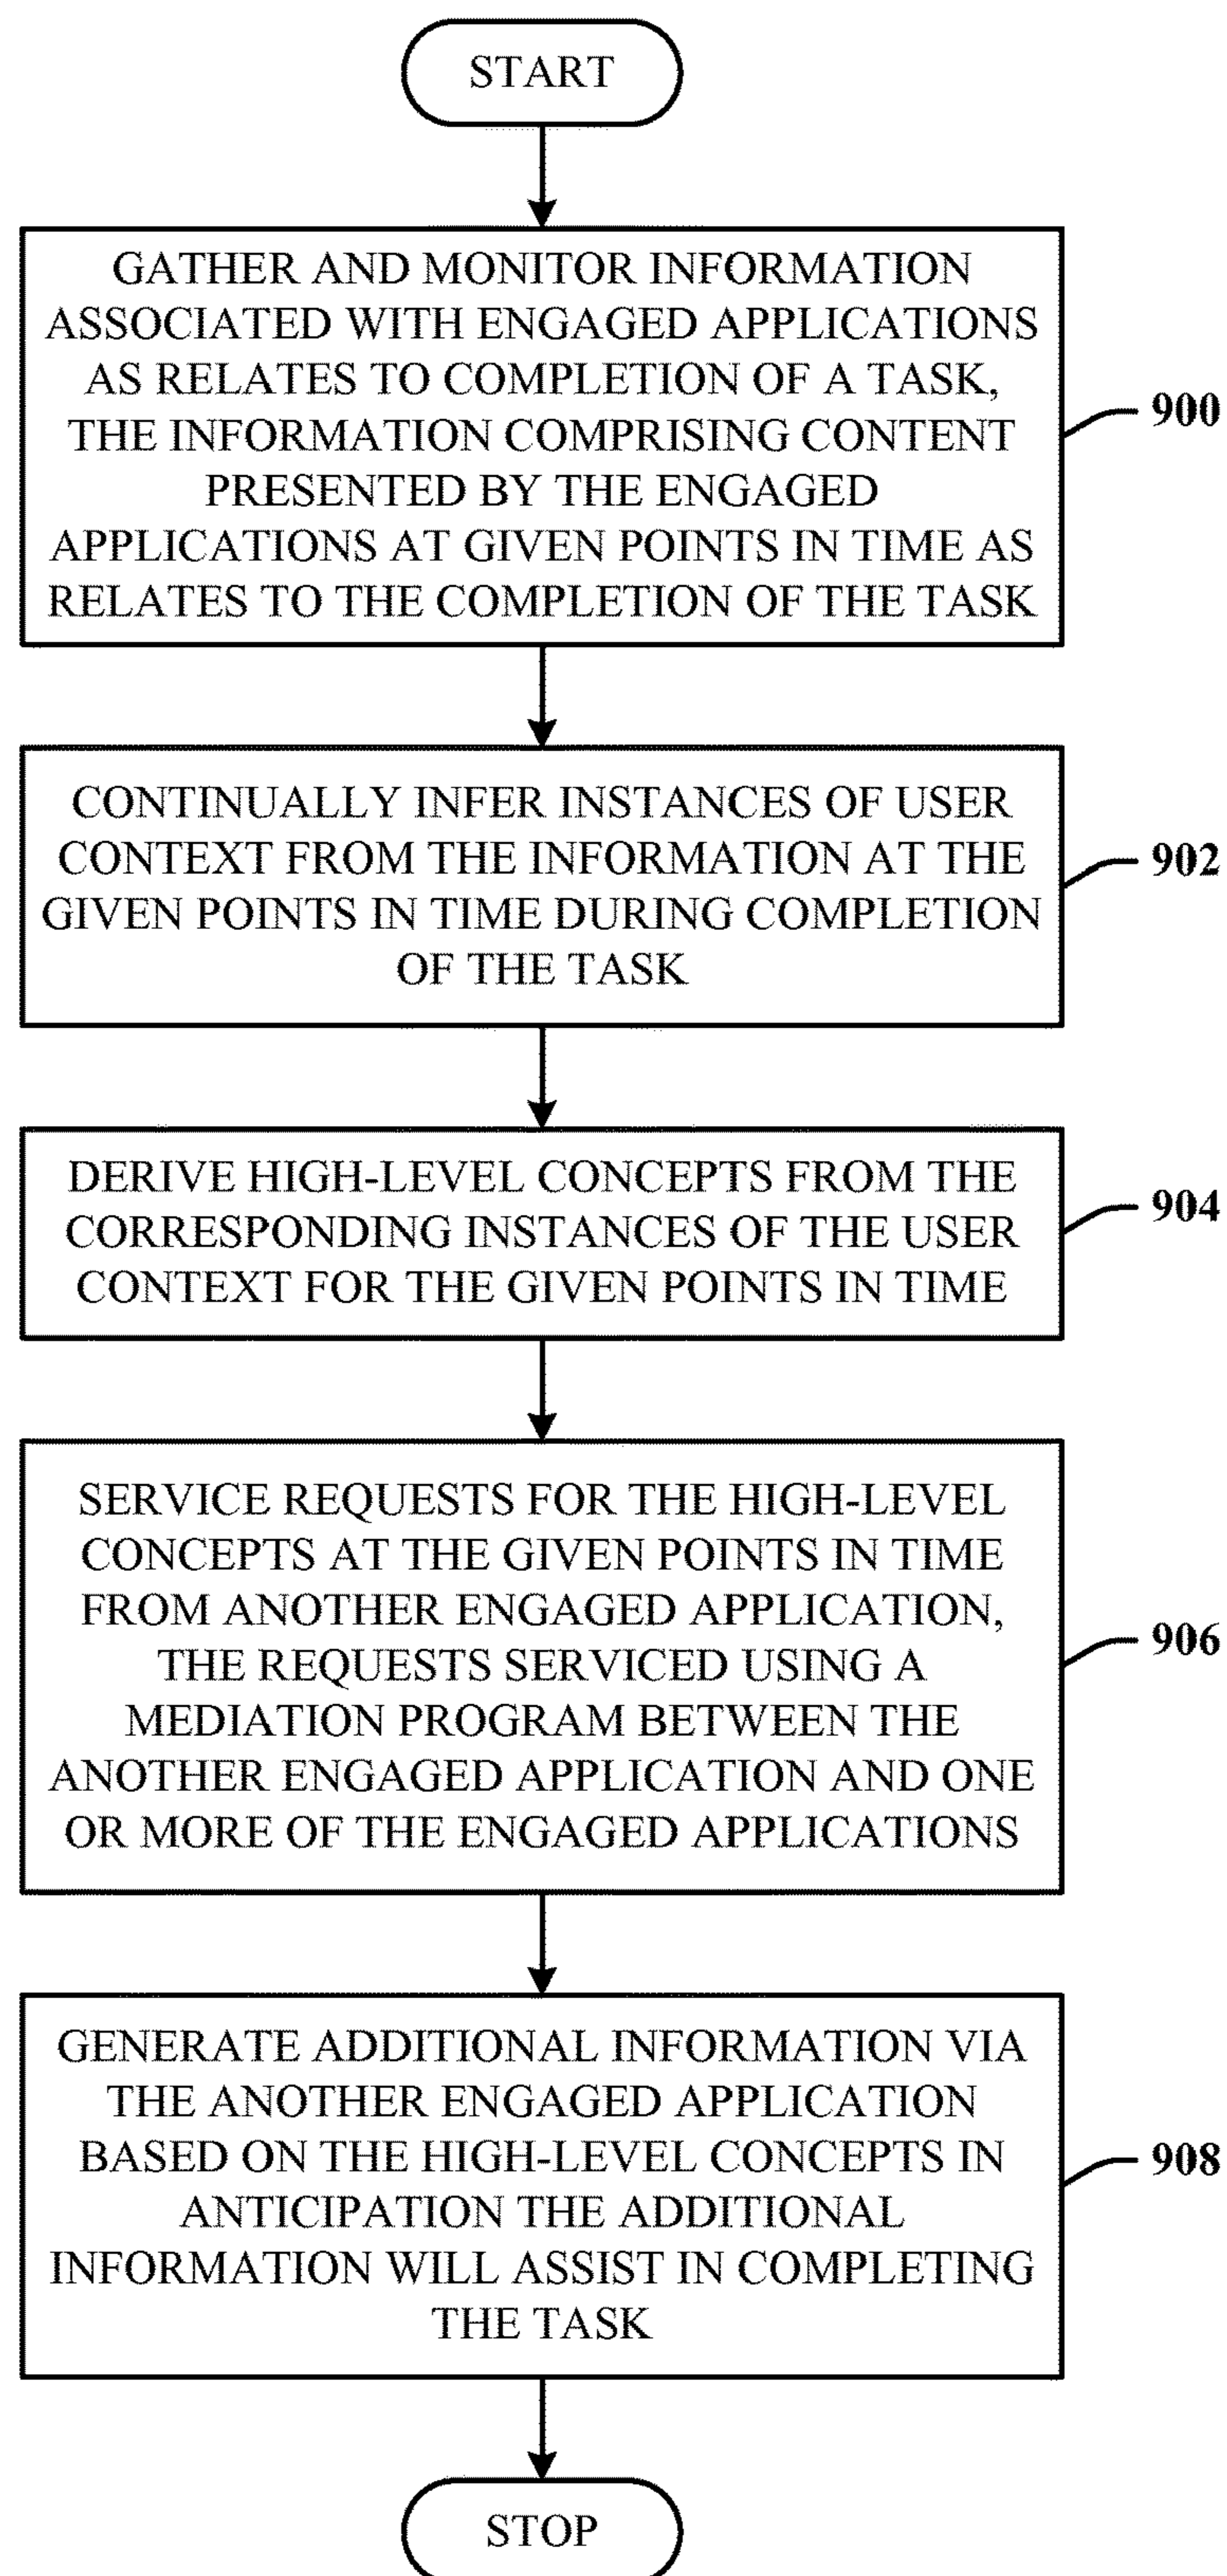 START
GATHER AND MONITOR INFORMATION
ASSOCIATED WITH ENGAGED APPLICATIONS
AS RELATES TO COMPLETION OF A TASK,
THE INFORMATION COMPRISING CONTENT
PRESENTED BY THE ENGAGED
APPLICATIONS AT GIVEN POINTS IN TIME AS
RELATES TO THE COMPLETION OF THE TASK
900
CONTINUALLY INFER INSTANCES OF USER
CONTEXT FROM THE INFORMATION AT THE
GIVEN POINTS IN TIME DURING COMPLETION
OF THE TASK
902
DERIVE HIGH-LEVEL CONCEPTS FROM THE
CORRESPONDING INSTANCES OF THE USER
CONTEXT FOR THE GIVEN POINTS IN TIME
904
SERVICE REQUESTS FOR THE HIGH-LEVEL
CONCEPTS AT THE GIVEN POINTS IN TIME
FROM ANOTHER ENGAGED APPLICATION,
THE REQUESTS SERVICED USING A
MEDIATION PROGRAM BETWEEN THE
ANOTHER ENGAGED APPLICATION AND ONE
OR MORE OF THE ENGAGED APPLICATIONS
906
GENERATE ADDITIONAL INFORMATION VIA
THE ANOTHER ENGAGED APPLICATION
BASED ON THE HIGH-LEVEL CONCEPTS IN
ANTICIPATION THE ADDITIONAL
INFORMATION WILL ASSIST IN COMPLETING
THE TASK
908
STOP